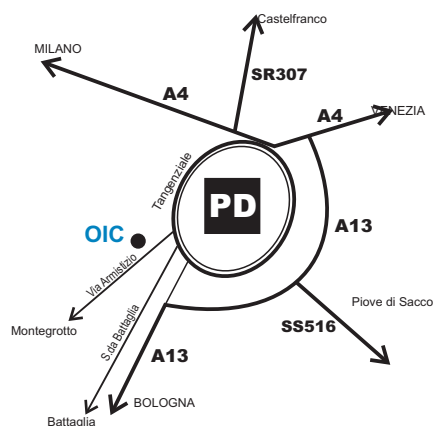 Castelfranco
MILANO
SR307
A4
A4
VENEZIA
Tangenziale
PD
A13
OIC
Via Armistizio
Piove di Sacco
Montegrotto
S.da Battaglia
SS516
A13
BOLOGNA
Battaglia